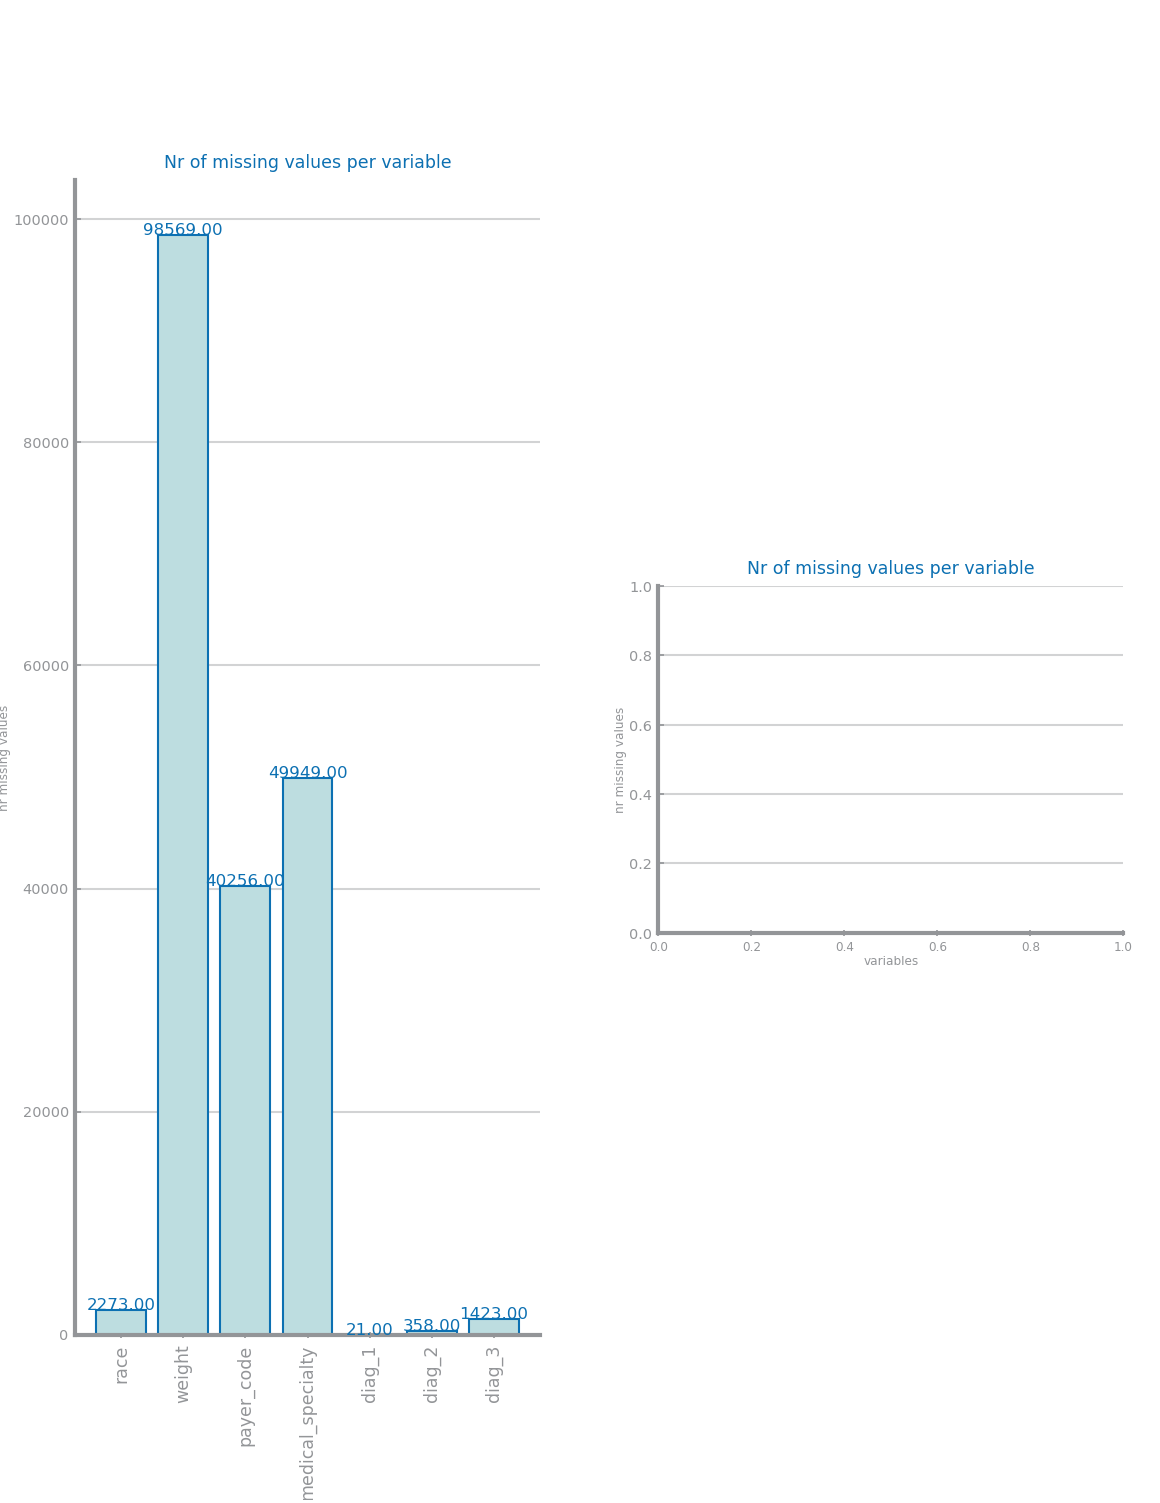 Nr of missing values per variable
100000
80000
60000
40000
20000
0
nr missing values
98569.00
49949.00
40256.00
2273.00
21.00
358.00
1423.00
race
weight
payer_code
medical_specialty
diag_1
diag_2
diag_3
Nr of missing values per variable
1.0
0.8
0.6
0.4
0.2
0.0
nr missing values
0.0 0.2 0.4 0.6 0.8 1.0
variables